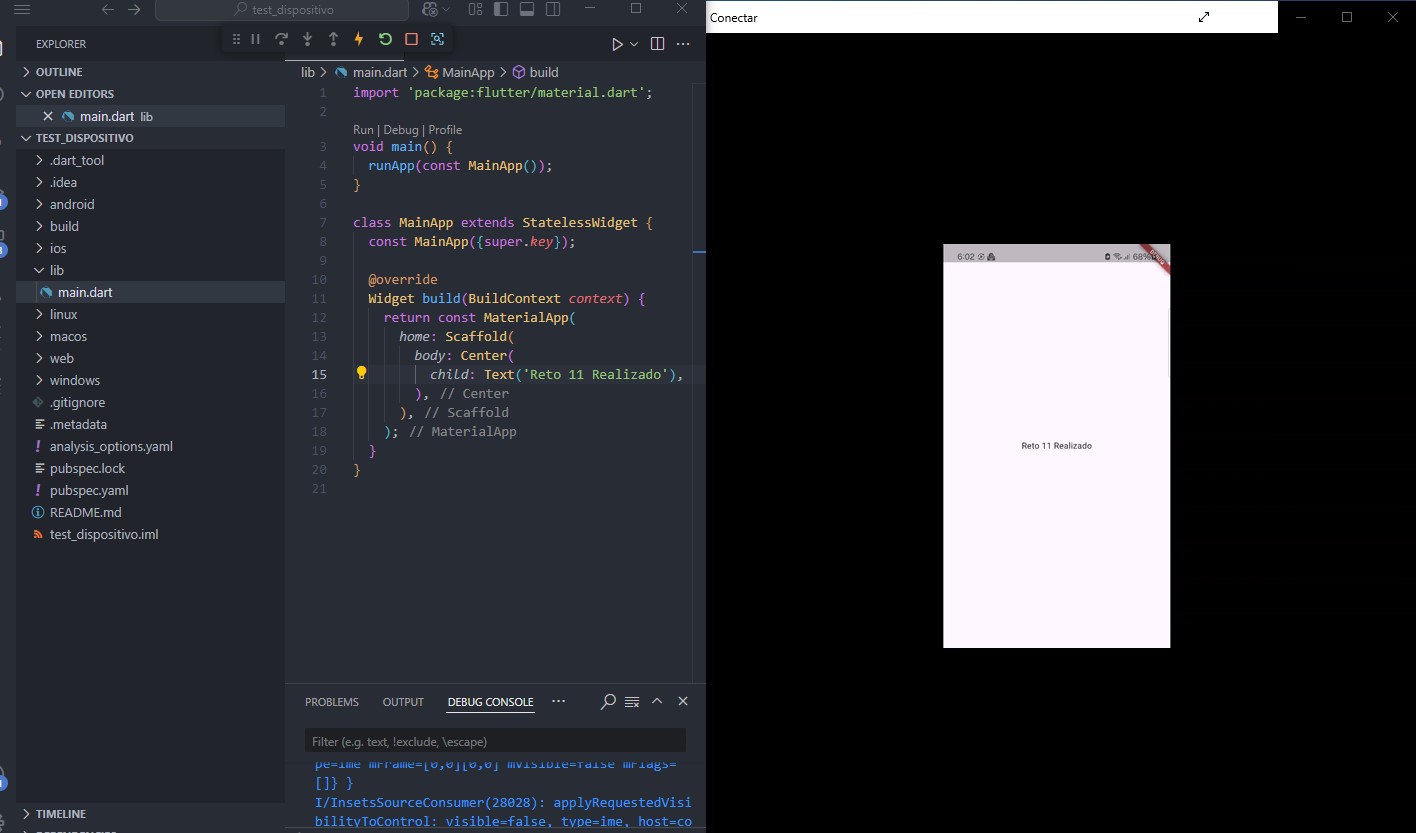 test_dispositivo
Conectar
EXPLORER
OUTLINE
OPEN EDITORS
main.dart lib
TEST_DISPOSITIVO
.dart_tool
.idea
android
build
ios
lib
main.dart
linux
macos
web
windows
.gitignore
.metadata
analysis_options.yaml
pubspec.lock
pubspec.yaml
README.md
test_dispositivo.iml
TIMELINE
lib > main.dart > MainApp > build
1 import 'package:flutter/material.dart';
2
Run | Debug | Profile
3 void main() {
4 runApp(const MainApp());
5 }
6
7 class MainApp extends StatelessWidget {
8 const MainApp({super.key});
9
10 @override
11 Widget build(BuildContext context) {
12 return const MaterialApp(
13 home: Scaffold(
14 body: Center(
15 child: Text('Reto 11 Realizado'),
16 ), // Center
17 ), // Scaffold
18 ); // MaterialApp
19 }
20 }
21
PROBLEMS OUTPUT DEBUG CONSOLE
Filter (e.g. text, !exclude, \escape)
pe=ime mFrame=[0,0][0,0] mVisible=false mFlags=
[]} }
I/InsetsSourceConsumer(28028): applyRequestedVisi
bilityToControl: visible=false, type=ime, host=co
6:02 68%
Reto 11 Realizado